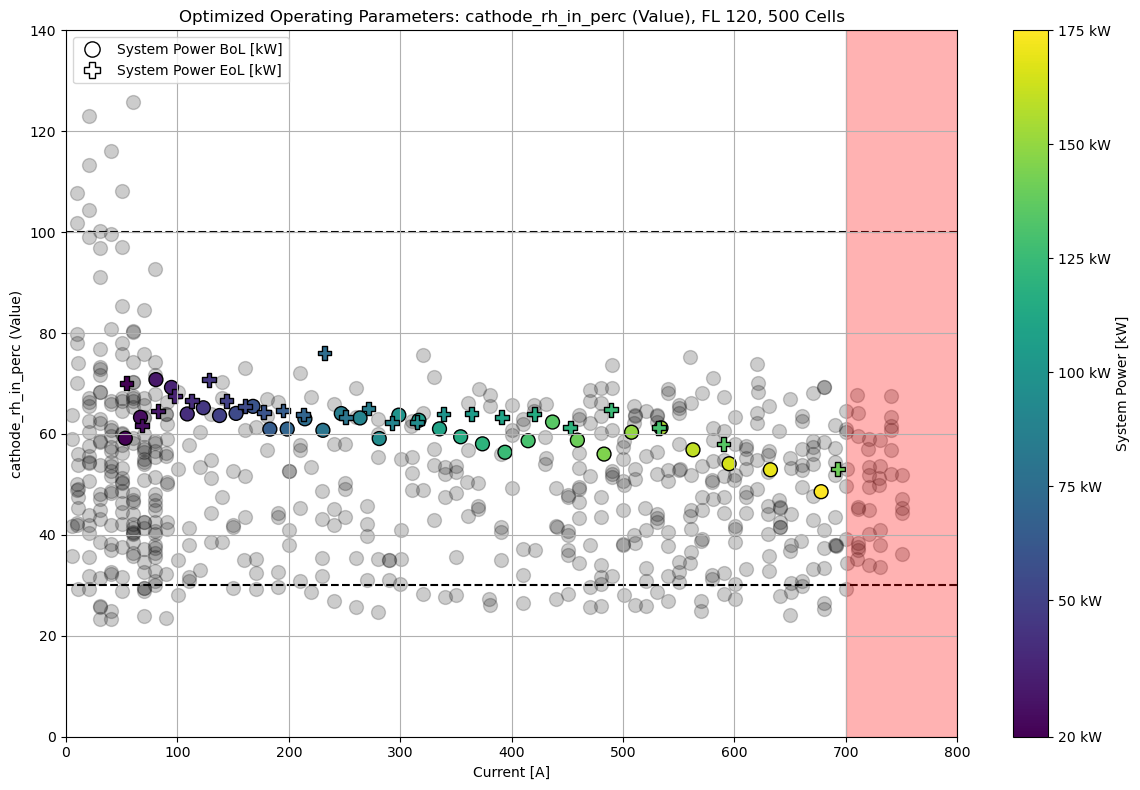 Optimized Operating Parameters: cathode_rh_in_perc (Value), FL 120, 500 Cells
System Power BoL [kW]
System Power EoL [kW]
cathode_rh_in_perc (Value)
140
120
100
80
60
40
20
0
0 100 200 300 400 500 600 700 800
Current [A]
175 kW
150 kW
125 kW
100 kW
75 kW
50 kW
20 kW
System Power [kW]